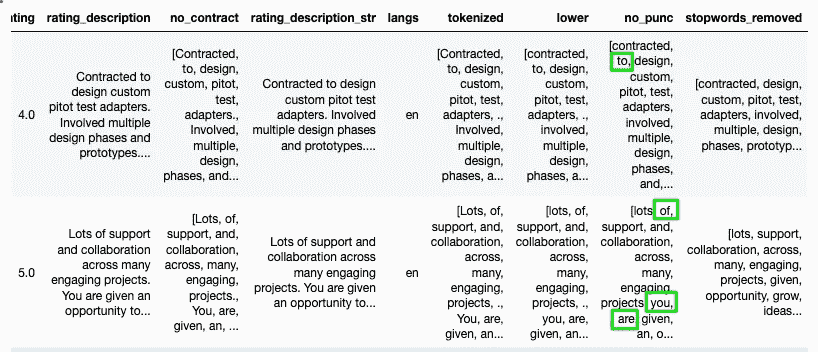 ating rating_description no_contract rating_description_str langs tokenized lower no_punc stopwords_removed
4.0
Contracted to
design custom
pitot test
adapters.
Involved multiple
design phases and
prototypes....
[Contracted,
to, design,
custom, pitot,
test,
adapters.,
Involved,
multiple,
design,
phases, and...
Contracted to design
custom pitot test
adapters. Involved
multiple design phases
and prototypes....
en
[Contracted,
to, design,
custom,
pitot, test,
adapters, .,
Involved,
multiple,
design,
phases, a...
[contracted,
to, design,
custom,
pitot, test,
adapters, .,
involved,
multiple,
design,
phases, a...
[contracted,
to, design,
custom,
pitot, test,
adapters,
involved,
multiple,
design,
phases,
and,...
[contracted, design,
custom, pitot, test,
adapters, involved,
multiple, design,
phases, prototyp...
5.0
Lots of support
and collaboration
across many
engaging projects.
You are given an
opportunity to...
[Lots, of,
support, and,
collaboration,
across, many,
engaging,
projects.,
You, are,
given, an, ...
Lots of support and
collaboration across
many engaging
projects. You are given
an opportunity to...
en
[Lots, of,
support, and,
collaboration,
across,
many,
engaging,
projects, .,
You, are,
given, an...
[lots, of,
support, and,
collaboration,
across,
many,
engaging,
projects, .,
you, are,
given, an...
[lots, of,
support, and,
collaboration,
across,
many,
engaging,
projects, you,
are, given,
an, o...
[lots, support,
collaboration, across,
many, engaging,
projects, given,
opportunity, grow,
ideas...